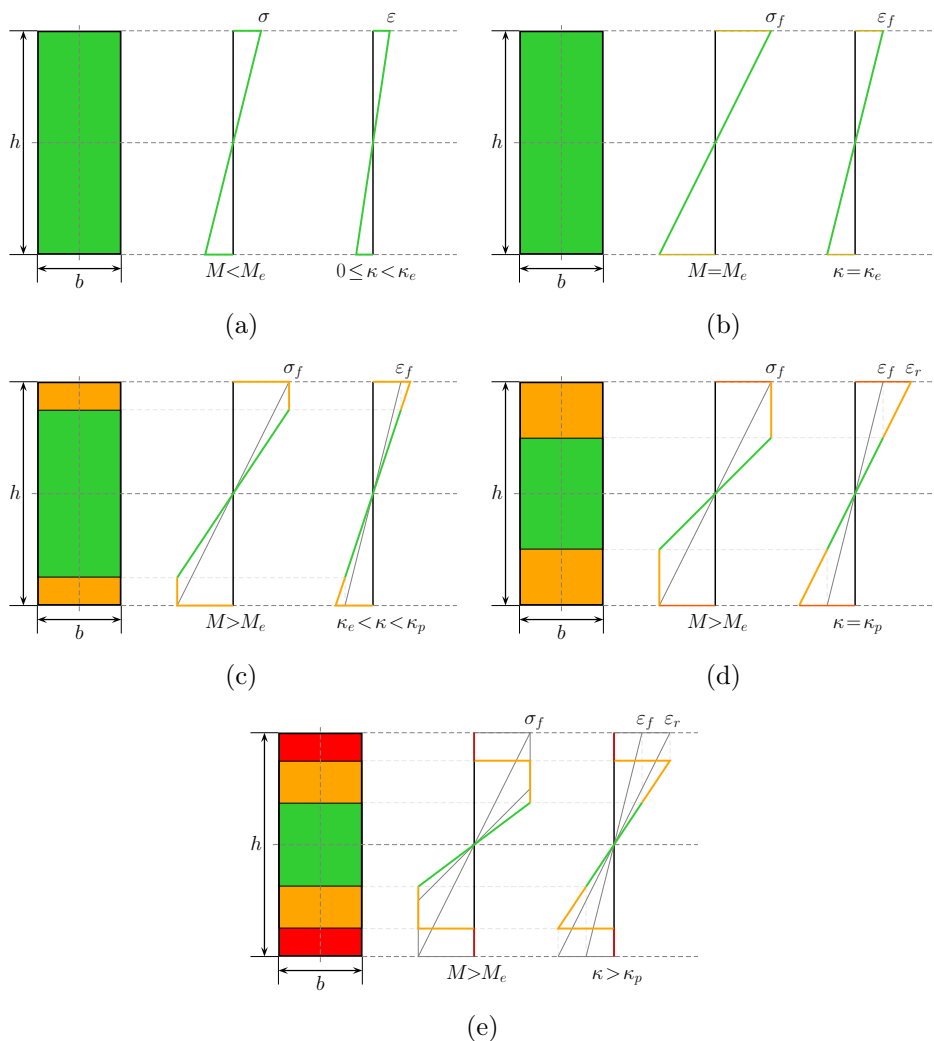 σ ε
h
b M<M_e 0≤κ<κ_e
(a)
σ_f ε_f
h
b M=M_e κ=κ_e
(b)
σ_f ε_f
h
b M>M_e κ_e<κ<κ_p
(c)
σ_f ε_f ε_r
h
b M>M_e κ=κ_p
(d)
σ_f ε_f ε_r
h
b M>M_e κ>κ_p
(e)